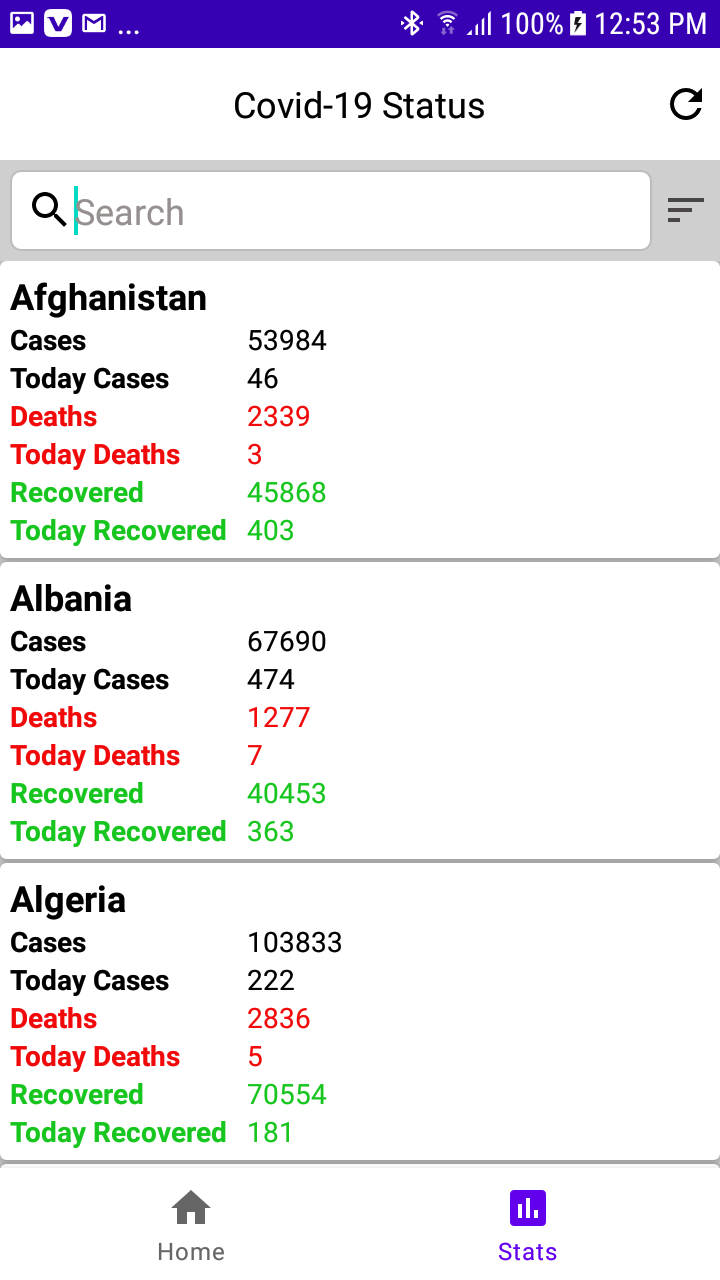 ... 100% 12:53 PM
Covid-19 Status
Search
Afghanistan
Cases 53984
Today Cases 46
Deaths 2339
Today Deaths 3
Recovered 45868
Today Recovered 403
Albania
Cases 67690
Today Cases 474
Deaths 1277
Today Deaths 7
Recovered 40453
Today Recovered 363
Algeria
Cases 103833
Today Cases 222
Deaths 2836
Today Deaths 5
Recovered 70554
Today Recovered 181
Home Stats